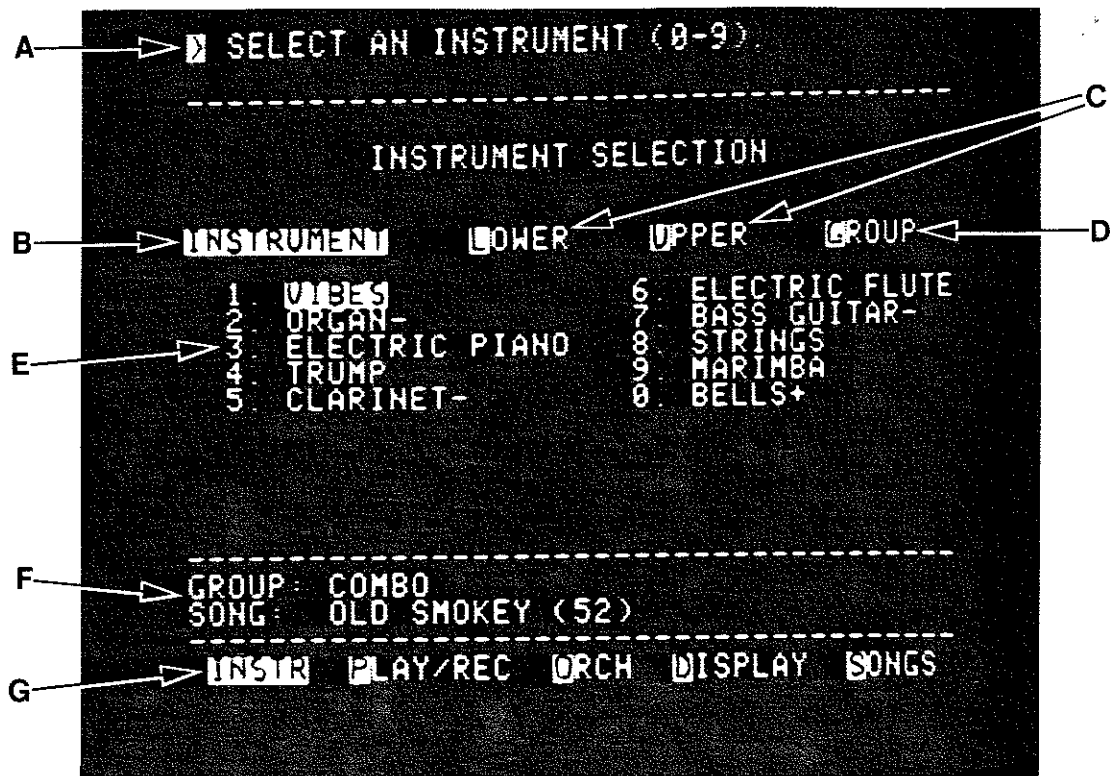 A > SELECT AN INSTRUMENT (0-9).
C
INSTRUMENT SELECTION
B INSTRUMENT LOWER UPPER GROUP D
1. VIBES 6. ELECTRIC FLUTE
2. ORGAN- 7. BASS GUITAR-
E 3. ELECTRIC PIANO 8. STRINGS
4. TRUMP 9. MARIMBA
5. CLARINET- 0. BELLS+
F GROUP: COMBO
SONG: OLD SMOKEY (52)
G INSTR PLAY/REC ORCH DISPLAY SONGS